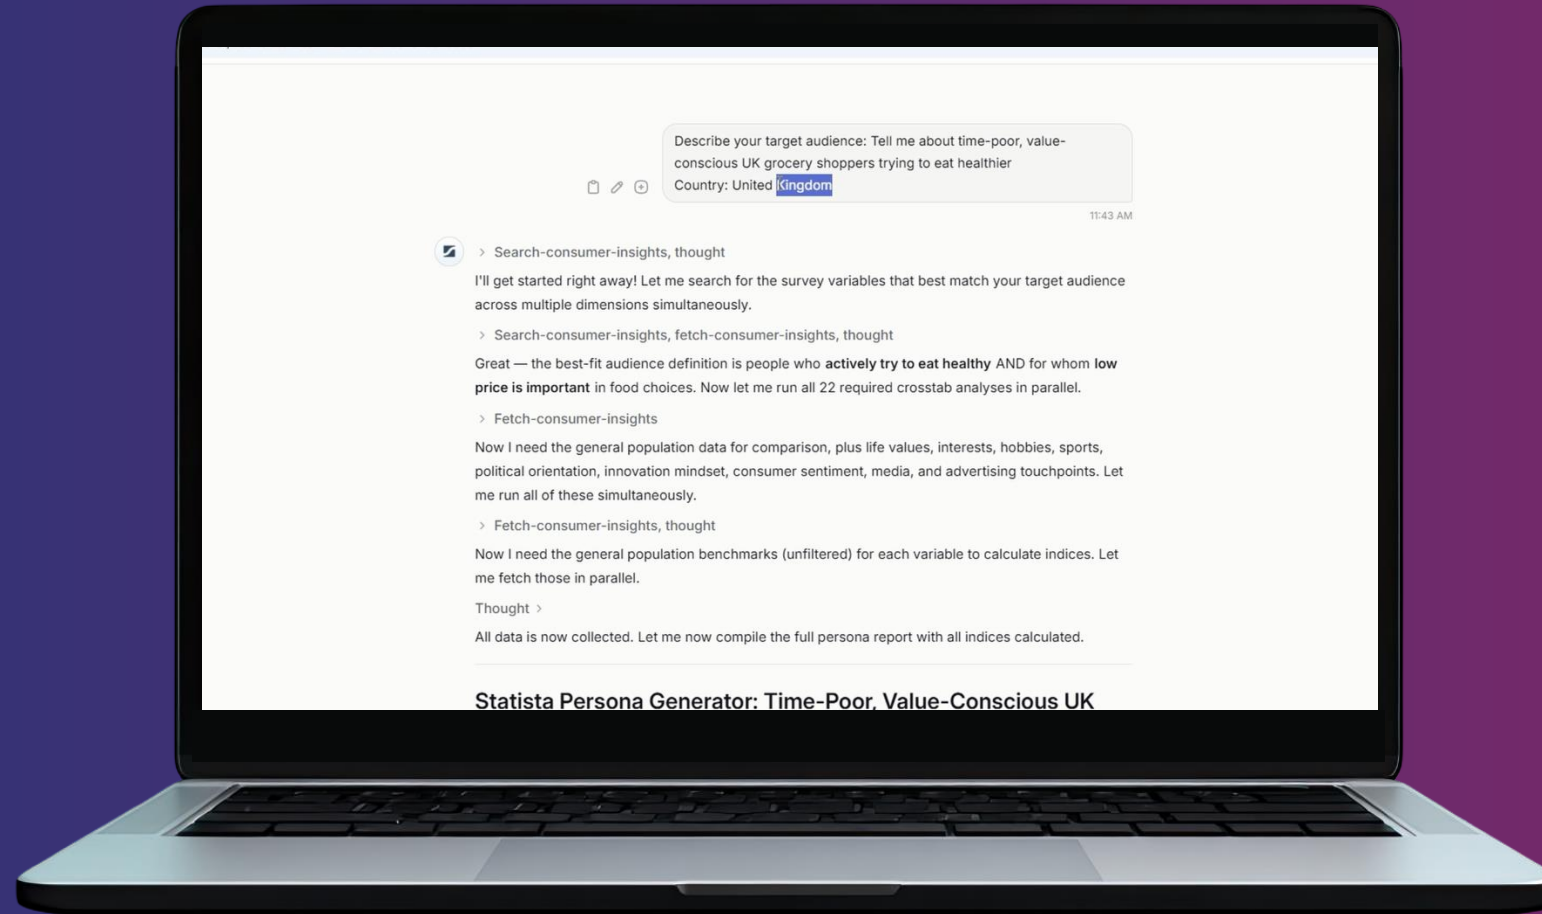 Describe your target audience: Tell me about time-poor, value-
conscious UK grocery shoppers trying to eat healthier
Country: United Kingdom
11:43 AM
Search-consumer-insights, thought
I'll get started right away! Let me search for the survey variables that best match your target audience
across multiple dimensions simultaneously.
Search-consumer-insights, fetch-consumer-insights, thought
Great — the best-fit audience definition is people who actively try to eat healthy AND for whom low
price is important in food choices. Now let me run all 22 required crosstab analyses in parallel.
Fetch-consumer-insights
Now I need the general population data for comparison, plus life values, interests, hobbies, sports,
political orientation, innovation mindset, consumer sentiment, media, and advertising touchpoints. Let
me run all of these simultaneously.
Fetch-consumer-insights, thought
Now I need the general population benchmarks (unfiltered) for each variable to calculate indices. Let
me fetch those in parallel.
Thought
All data is now collected. Let me now compile the full persona report with all indices calculated.
Statista Persona Generator: Time-Poor, Value-Conscious UK